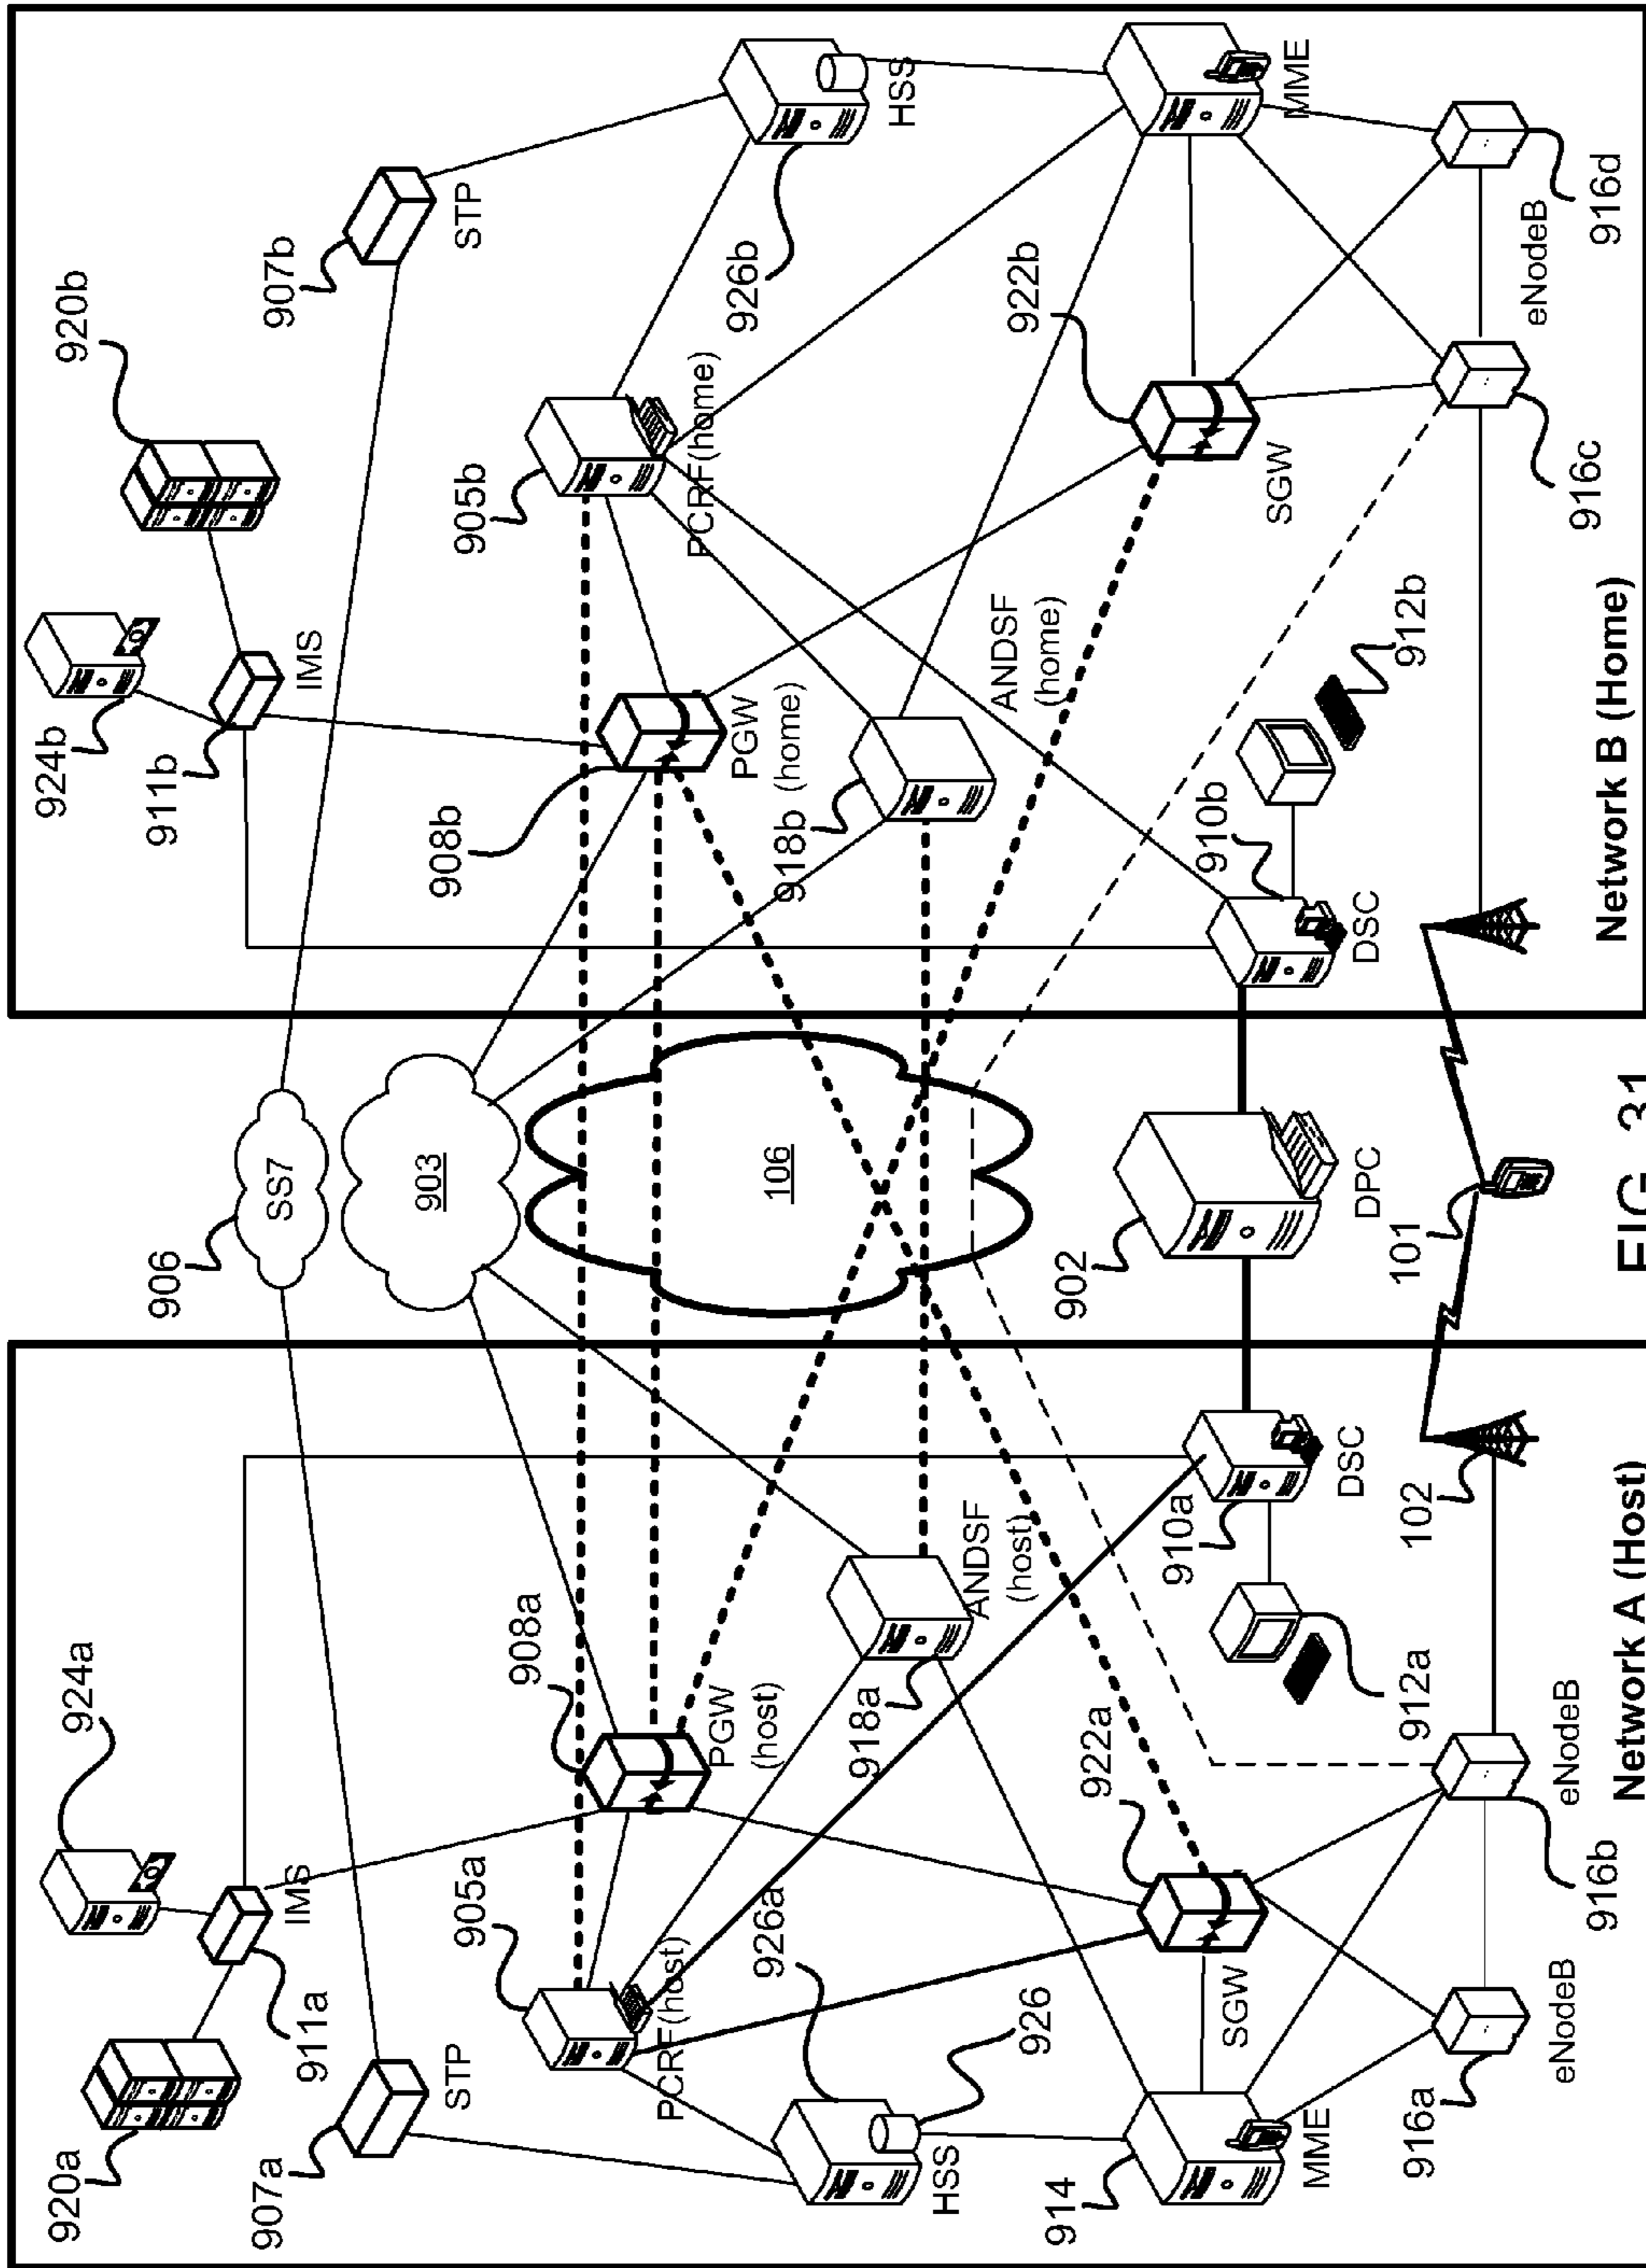 920a
924a
924b
920b
906
911b
907a
911a
IMS
SS7
IMS
907b
STP
903
908b
STP
905a
905b
908a
PCRF(host)
PCRF(home)
PGW
(host)
PGW
(home)
926b
926a
106
918b
918a
HSS
HSS
926
ANDSF
(host)
ANDSF
(home)
922b
914
922a
902
910a
910b
SGW
SGW
MME
MME
DSC
DPC
DSC
916a
912a
102
101
912b
eNodeB
eNodeB
916c
eNodeB
916b
916d
Network A (Host)
FIG. 31
Network B (Home)